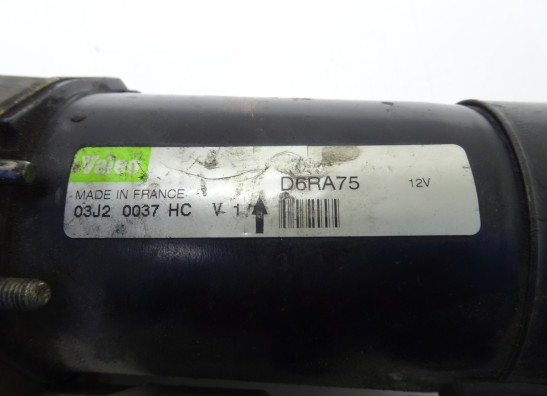 Valeo
MADE IN FRANCE
03J2 0037 HC V 1
D6RA75 12V